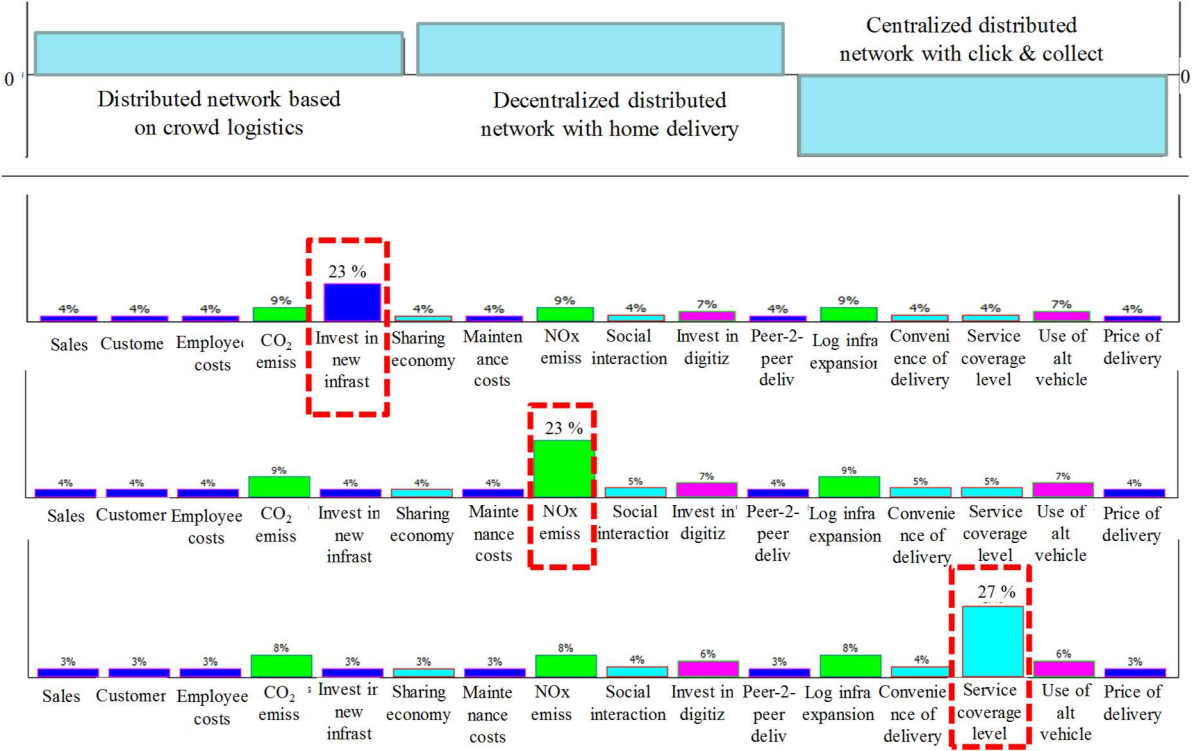 Centralized distributed
network with click & collect
0
0
Distributed network based
on crowd logistics
Decentralized distributed
network with home delivery
23 %
4% 4% 4% 9% 4% 4% 9% 4% 7% 4% 9% 4% 4% 7% 4%
Sales Custome Employee Invest in Sharing Mainten NOx Social Invest in Peer-2- Log infra Conveni Service Use of Price of
costs CO2 emiss new economy ance emiss interaction digitiz peer expansion ence of coverage alt delivery
infrast costs deliv delivery level vehicle
23 %
4% 4% 4% 9% 4% 4% 4% 5% 7% 4% 9% 5% 5% 7% 4%
Sales Customer Employee CO2 Invest in Sharing Mainte NOx Social Invest in Peer-2- Log infra Convenie Service Use of Price of
costs emiss new economy nance emiss interaction digitiz peer expansion nce of coverage alt delivery
infrast costs deliv delivery level vehicle
27 %
3% 3% 3% 8% 3% 3% 3% 8% 4% 6% 3% 8% 4% 6% 3%
Sales Customer Employee CO2 Invest in Sharing Mainte NOx Social Invest in Peer-2- Log infra Convenie Service Use of Price of
costs emiss new economy nance emiss interaction digitiz peer expansion nce of coverage alt delivery
infrast costs deliv delivery level vehicle